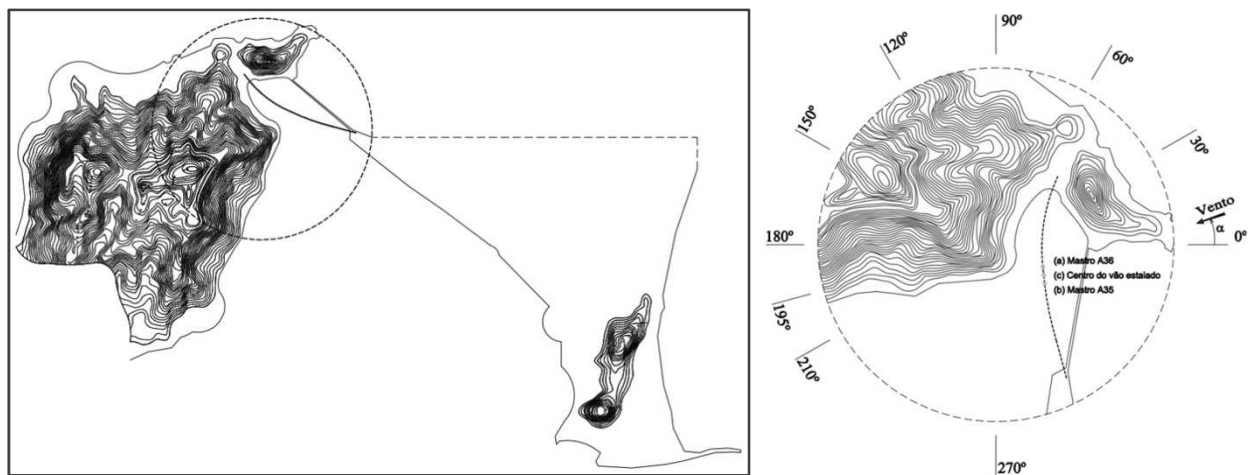 90º
120º
60º
150º
30º
Vento
α
180º
0º
(a) Mastro A36
(c) Centro do vão estaiado
(b) Mastro A35
195º
210º
270º